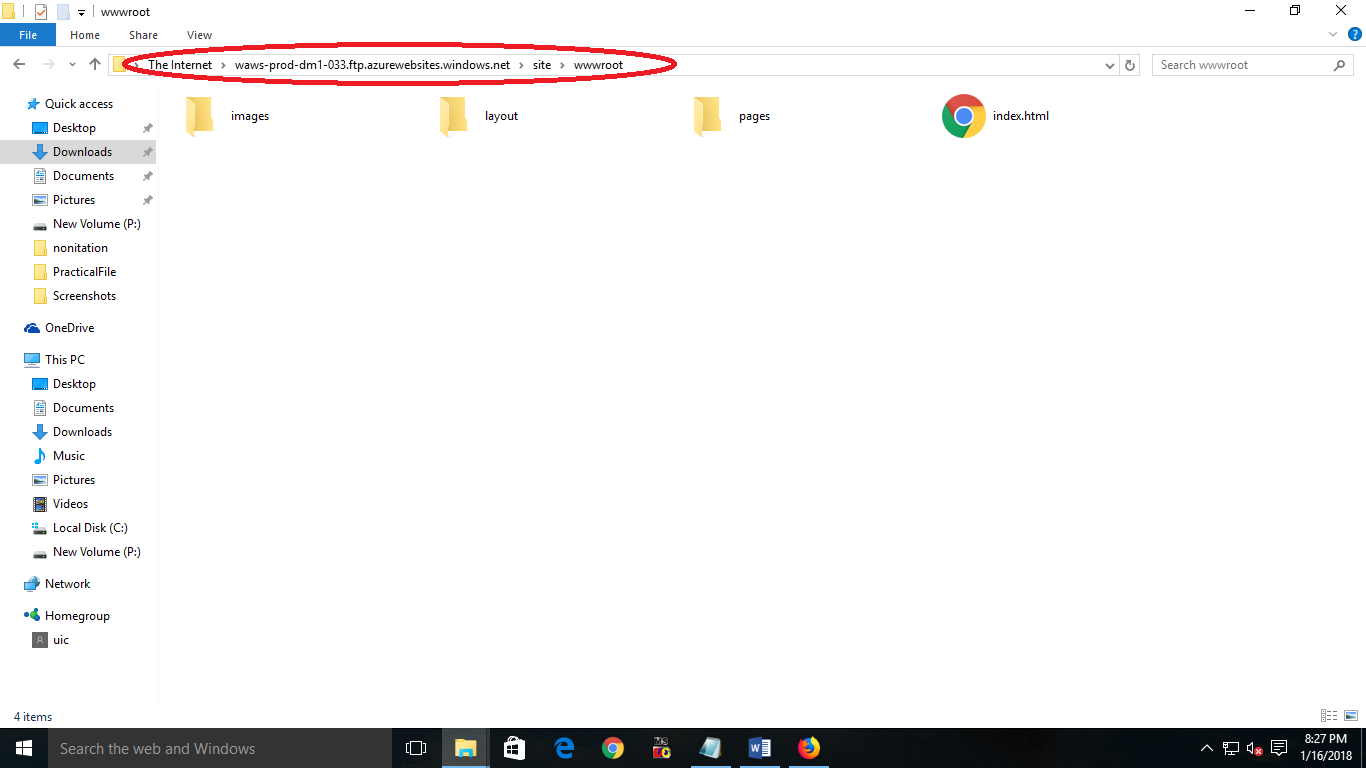 wwwroot
File Home Share View
The Internet > waws-prod-dm1-033.ftp.azurewebsites.windows.net > site > wwwroot
Search wwwroot
Quick access
Desktop
Downloads
Documents
Pictures
New Volume (P:)
nonitation
PracticalFile
Screenshots
OneDrive
This PC
Desktop
Documents
Downloads
Music
Pictures
Videos
Local Disk (C:)
New Volume (P:)
Network
Homegroup
uic
images layout pages index.html
4 items
Search the web and Windows
8:27 PM
1/16/2018